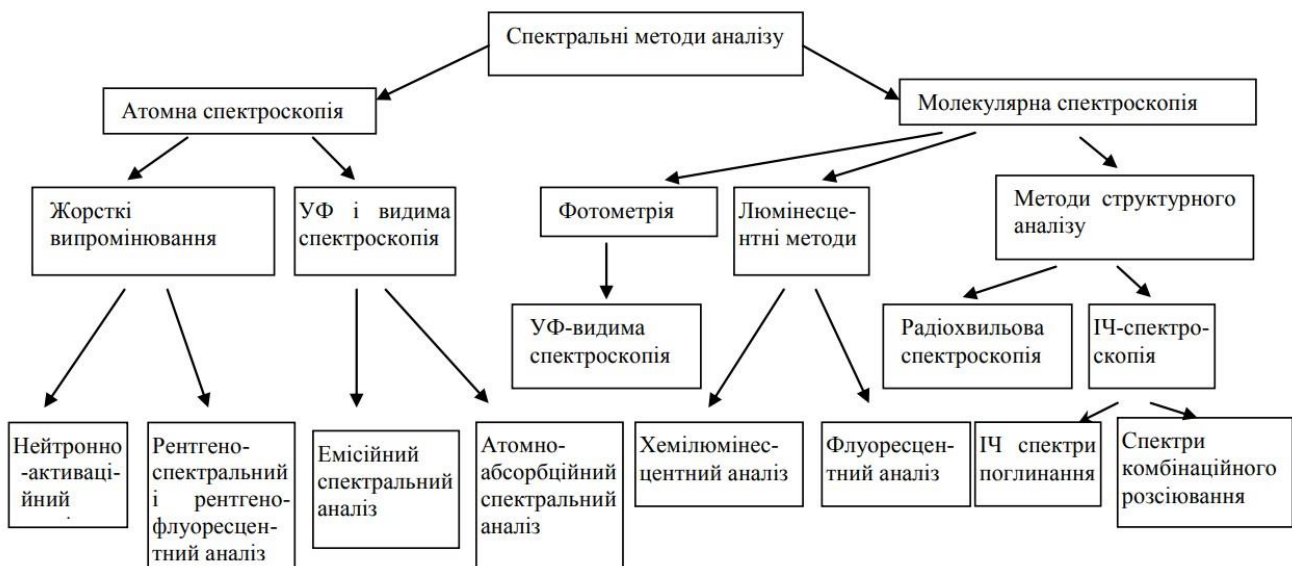 Спектральні методи аналізу
Атомна спектроскопія
Молекулярна спектроскопія
Жорсткі
випромінювання
УФ і видима
спектроскопія
Фотометрія
Люмінесце-
нтні методи
Методи структурного
аналізу
УФ-видима
спектроскопія
Радіохвильова
спектроскопія
ІЧ-спектро-
скопія
Нейтронно
-активаці-
йний
Рентгено-
спектральний
і рентгено-
флуоресцен-
тний аналіз
Емісійний
спектральний
аналіз
Атомно-
абсорбційний
спектральний
аналіз
Хемілюмінес-
центний аналіз
Флуоресцен-
тний аналіз
ІЧ спектри
поглинання
Спектри
комбінаційного
розсіювання